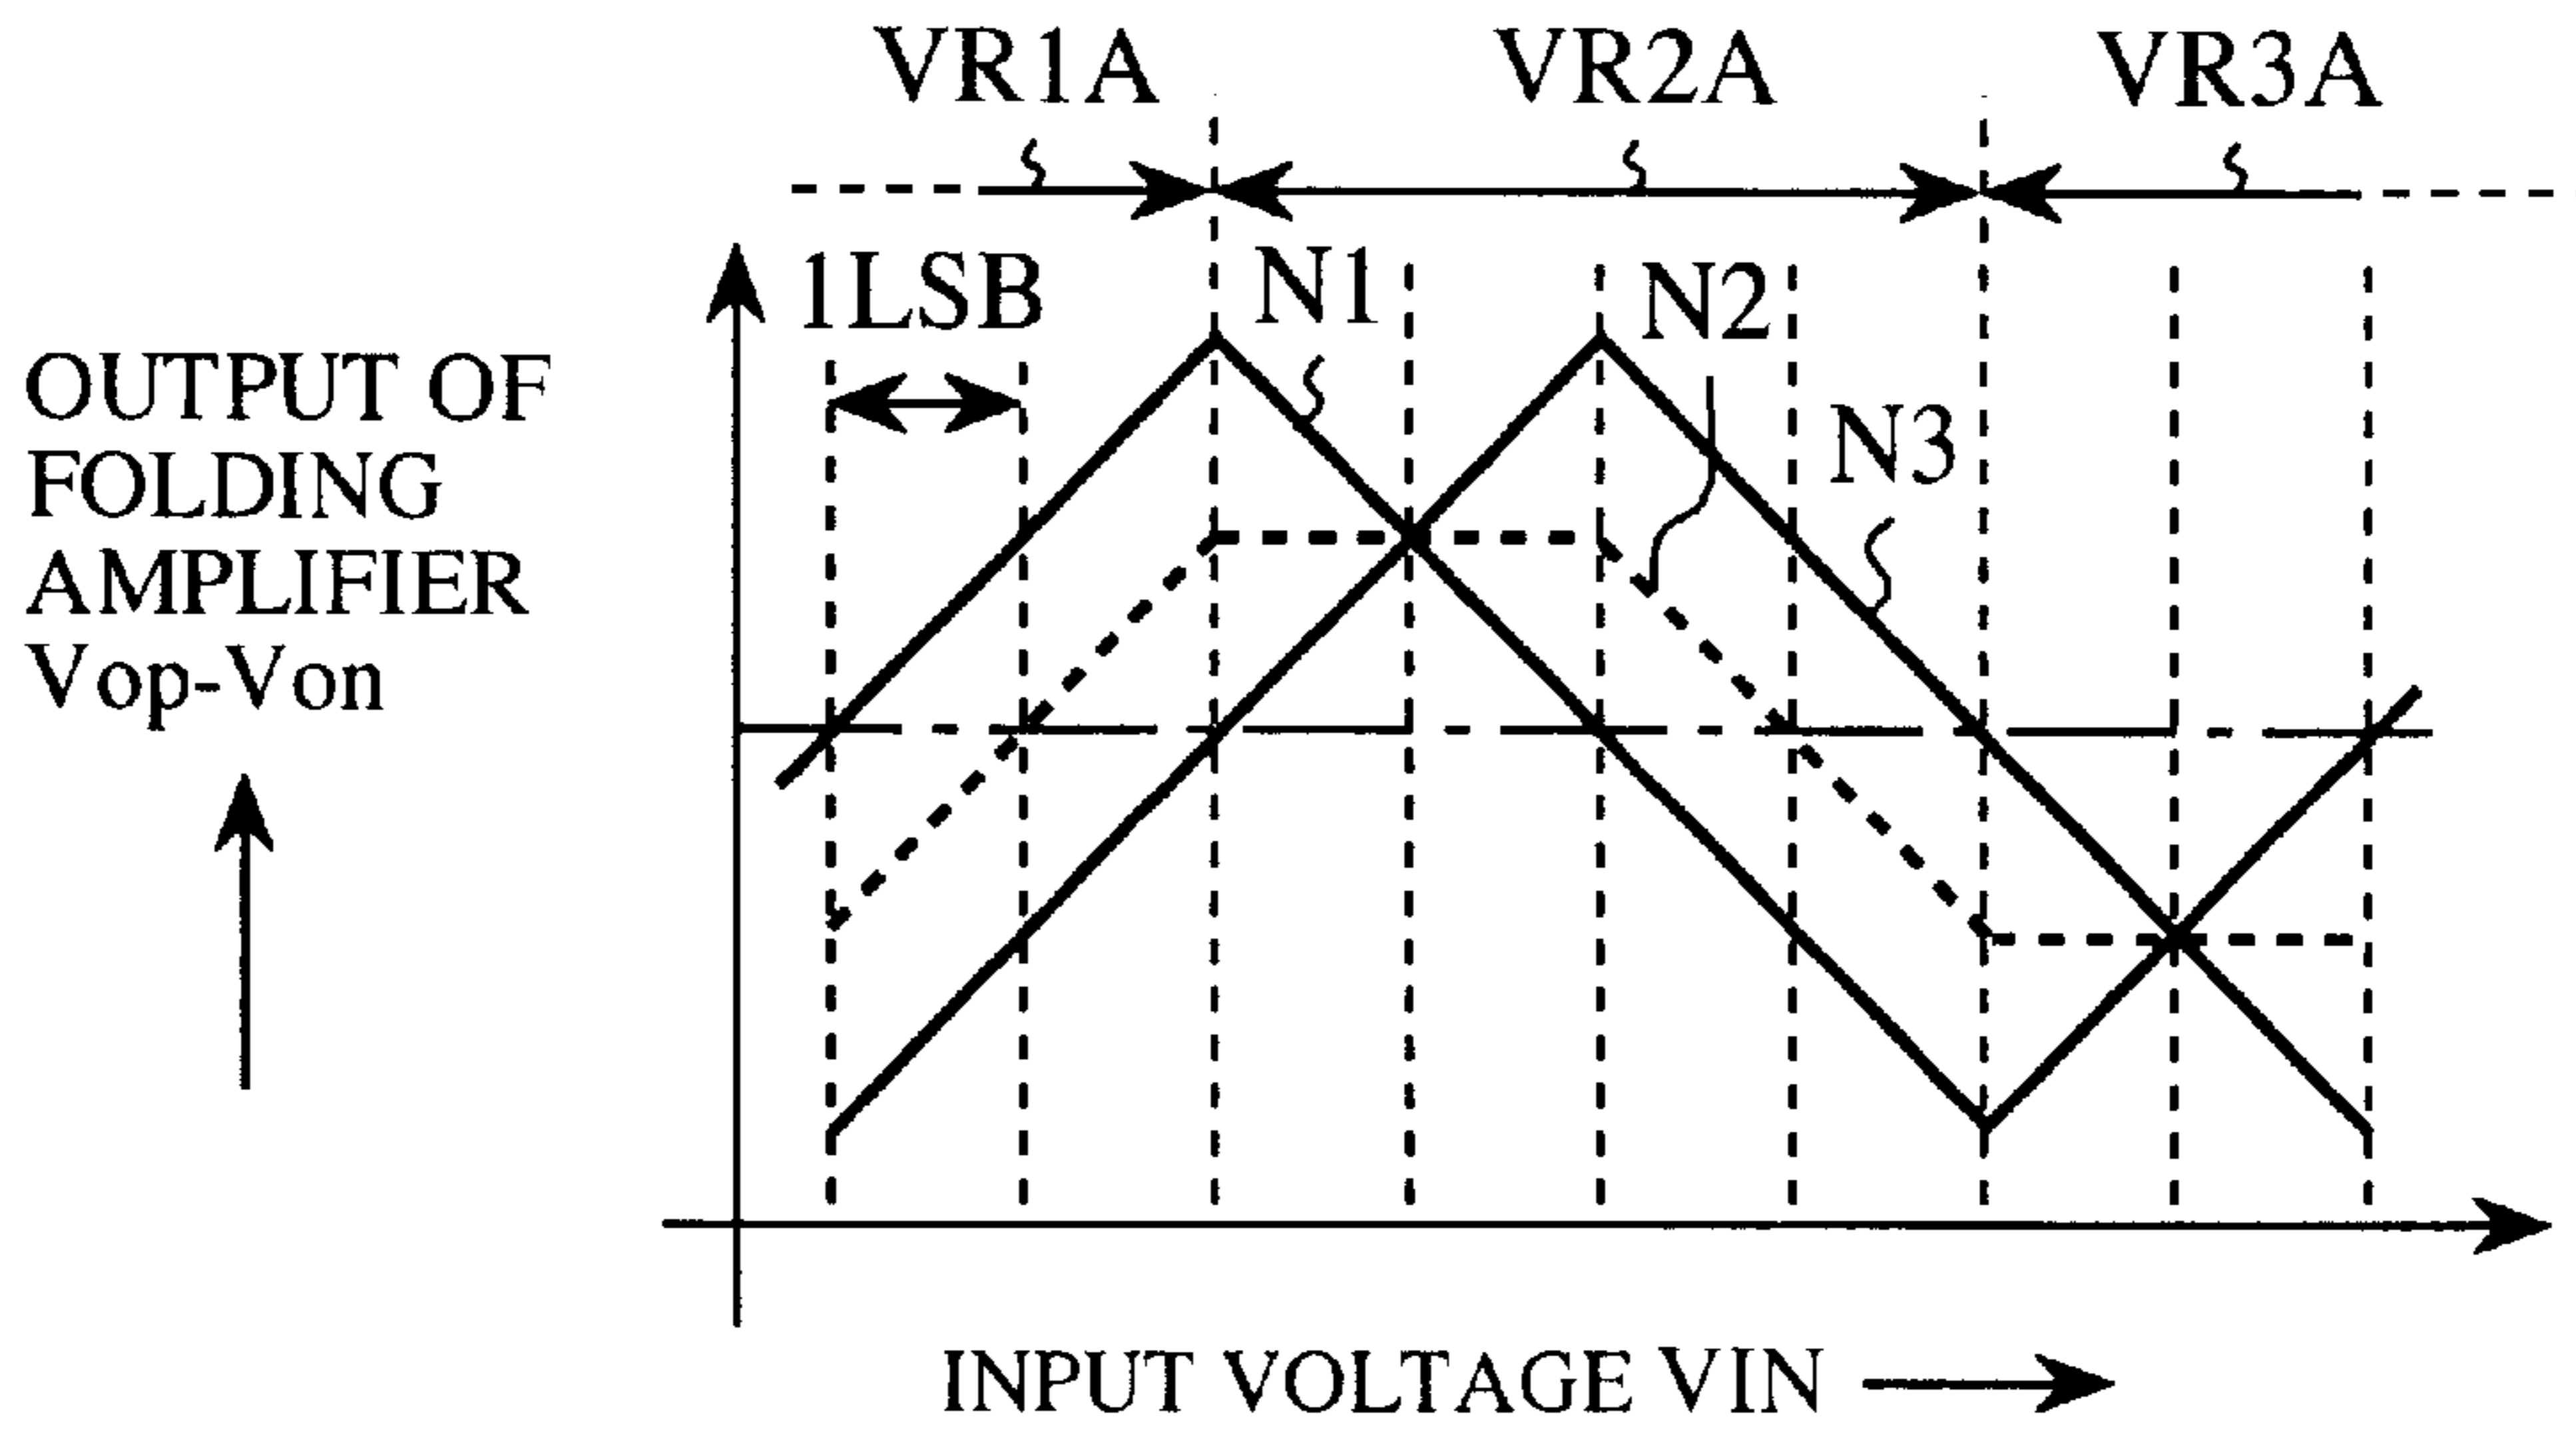 VR1A VR2A VR3A
1LSB N1 N2 N3
OUTPUT OF
FOLDING
AMPLIFIER
Vop-Von
INPUT VOLTAGE VIN